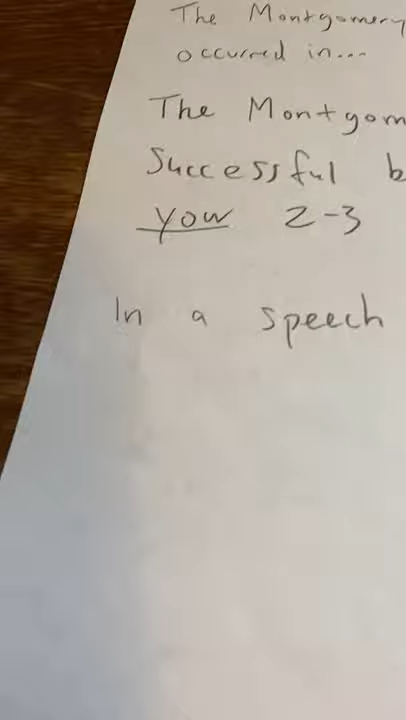 The Montgomery
occurred in...
The Montgom
Successful b
your 2-3
In a speech